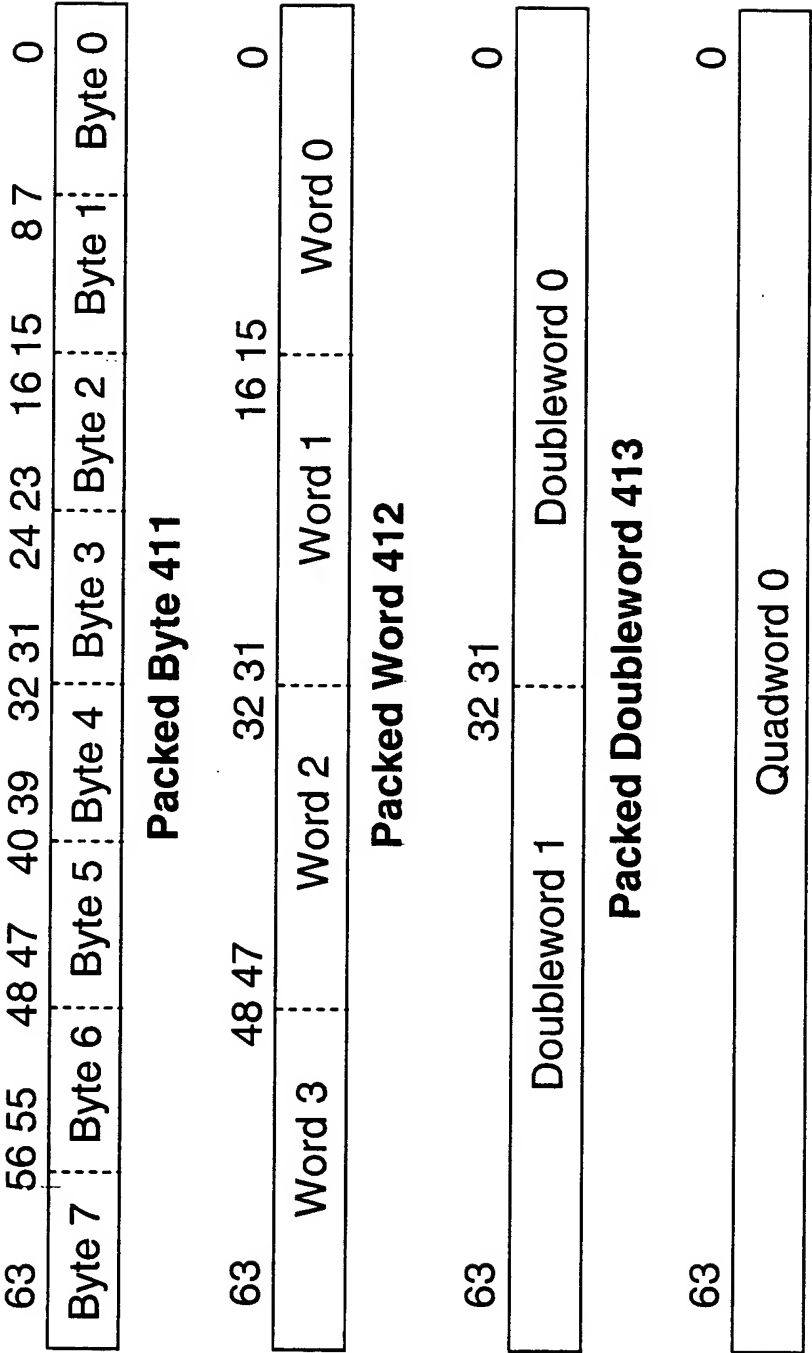 63 56 55 48 47 40 39 32 31 24 23 16 15 8 7 0
Byte 7 Byte 6 Byte 5 Byte 4 Byte 3 Byte 2 Byte 1 Byte 0
Packed Byte 411
63 48 47 32 31 16 15 0
Word 3 Word 2 Word 1 Word 0
Packed Word 412
63 32 31 0
Doubleword 1 Doubleword 0
Packed Doubleword 413
63 0
Quadword 0